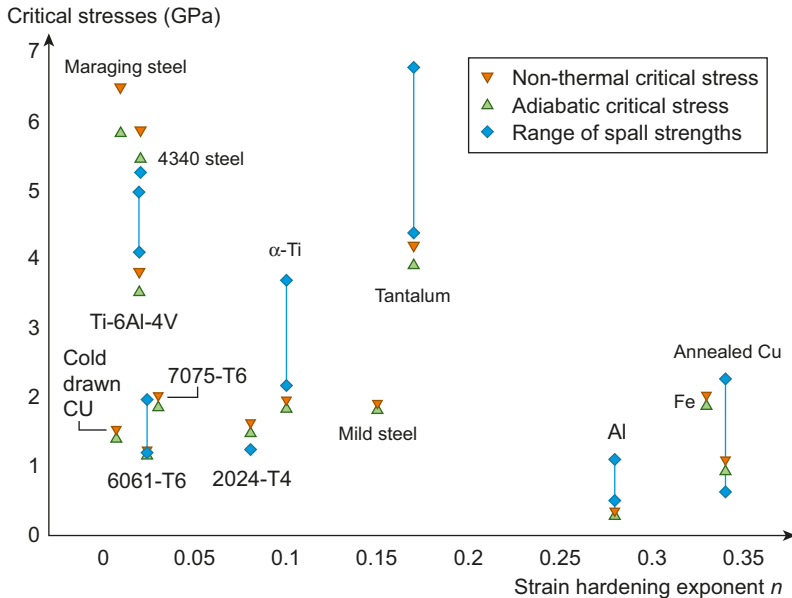 Critical stresses (GPa)
7
6
5
4
3
2
1
0
0
0.05
0.1
0.15
0.2
0.25
0.3
0.35
Strain hardening exponent n
Non-thermal critical stress
Adiabatic critical stress
Range of spall strengths
Maraging steel
4340 steel
Ti-6Al-4V
Cold
drawn
CU
7075-T6
6061-T6
2024-T4
α-Ti
Mild steel
Tantalum
Al
Fe
Annealed Cu